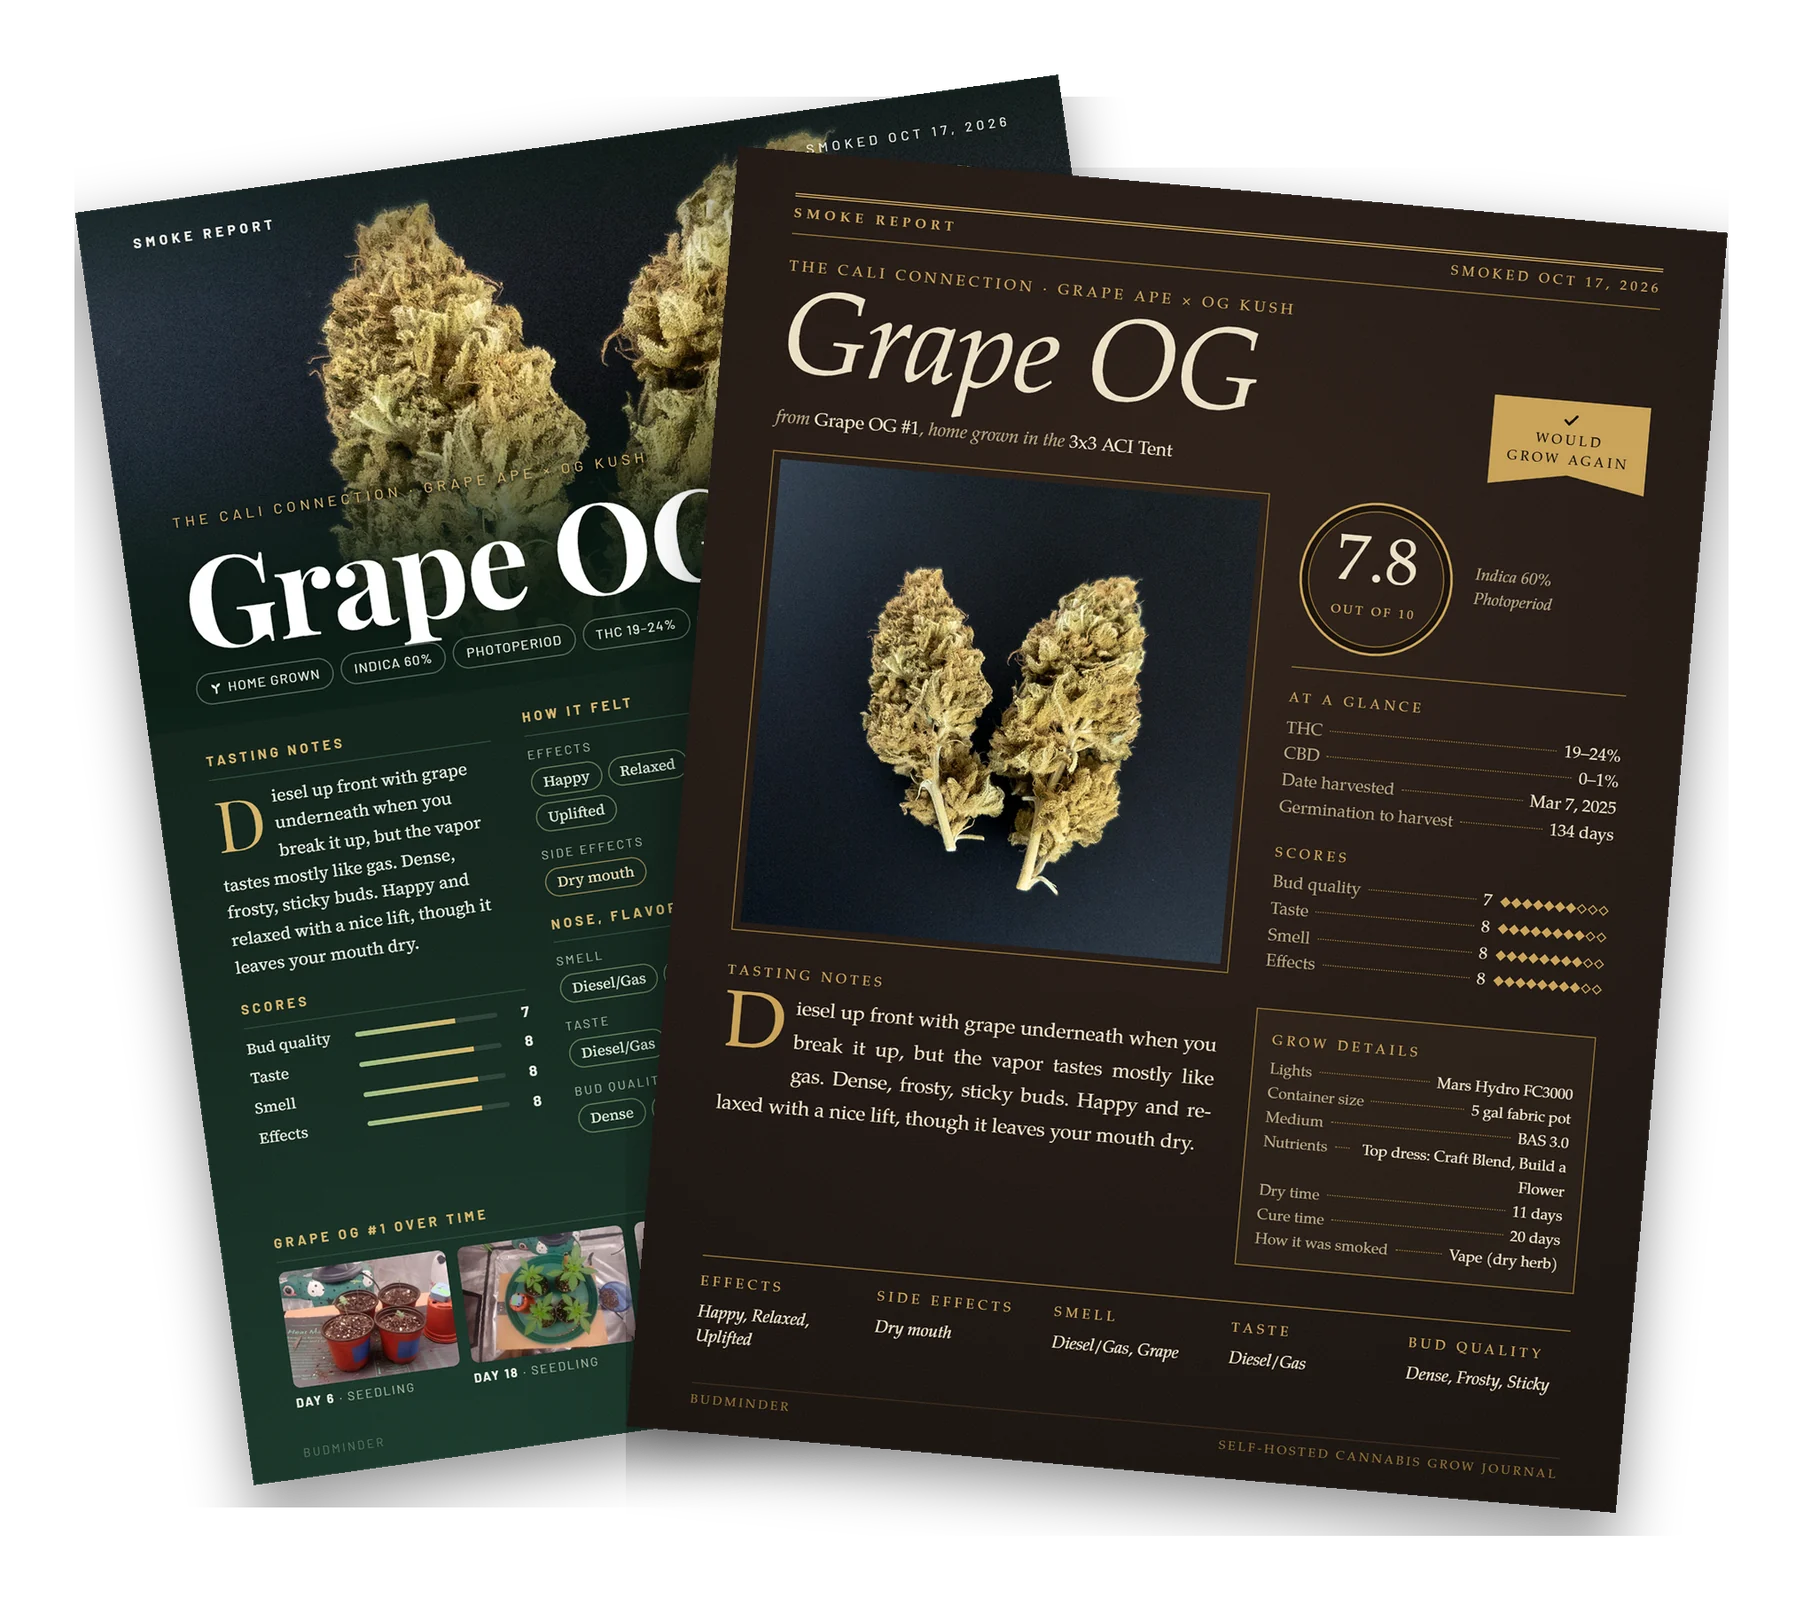 SMOKE REPORT
SMOKED OCT 17, 2026
THE CALI CONNECTION · GRAPE APE × OG KUSH
Grape OG
HOME GROWN
INDICA 60%
PHOTOPERIOD
THC 19–24%
TASTING NOTES
Diesel up front with grape
underneath when you
break it up, but the vapor
tastes mostly like gas. Dense,
frosty, sticky buds. Happy and
relaxed with a nice lift, though it
leaves your mouth dry.
SCORES
Bud quality 7
Taste 8
Smell 8
Effects 8
HOW IT FELT
EFFECTS
Happy
Relaxed
Uplifted
SIDE EFFECTS
Dry mouth
NOSE, FLAVOR
SMELL
Diesel/Gas
TASTE
Diesel/Gas
BUD QUALIT
Dense
GRAPE OG #1 OVER TIME
DAY 6 · SEEDLING
DAY 18 · SEEDLING
BUDMINDER
SMOKE REPORT
SMOKED OCT 17, 2026
THE CALI CONNECTION · GRAPE APE × OG KUSH
Grape OG
from Grape OG #1, home grown in the 3x3 ACI Tent
WOULD
GROW AGAIN
7.8
OUT OF 10
Indica 60%
Photoperiod
AT A GLANCE
THC 19–24%
CBD 0–1%
Date harvested Mar 7, 2025
Germination to harvest 134 days
SCORES
Bud quality 7
Taste 8
Smell 8
Effects 8
TASTING NOTES
Diesel up front with grape underneath when you
break it up, but the vapor tastes mostly like
gas. Dense, frosty, sticky buds. Happy and re-
laxed with a nice lift, though it leaves your mouth dry.
GROW DETAILS
Lights Mars Hydro FC3000
Container size 5 gal fabric pot
Medium BAS 3.0
Nutrients Top dress: Craft Blend, Build a
Flower
Dry time 11 days
Cure time 20 days
How it was smoked Vape (dry herb)
EFFECTS
Happy, Relaxed,
Uplifted
SIDE EFFECTS
Dry mouth
SMELL
Diesel/Gas, Grape
TASTE
Diesel/Gas
BUD QUALITY
Dense, Frosty, Sticky
BUDMINDER
SELF-HOSTED CANNABIS GROW JOURNAL